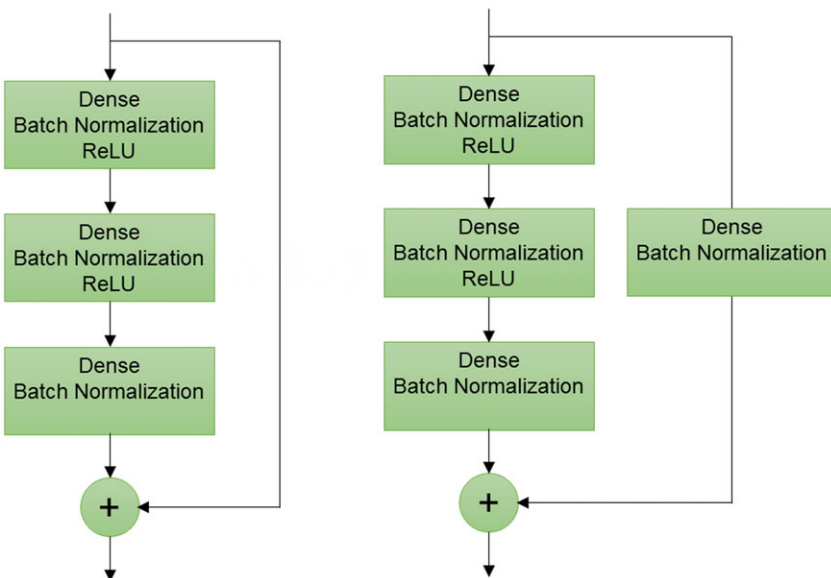 Dense
Batch Normalization
ReLU
Dense
Batch Normalization
ReLU
Dense
Batch Normalization
+
Dense
Batch Normalization
ReLU
Dense
Batch Normalization
ReLU
Dense
Batch Normalization
+
Dense
Batch Normalization